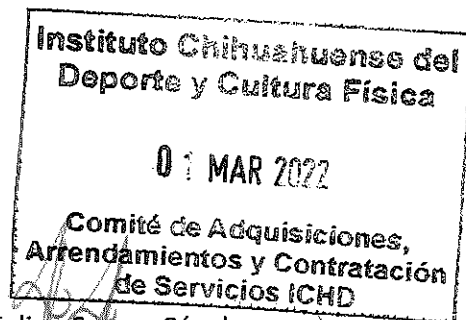 Instituto Chihuahuense del
Deporte y Cultura Física
01 MAR 2022
Comité de Adquisiciones,
Arrendamientos y Contratación
de Servicios ICHD